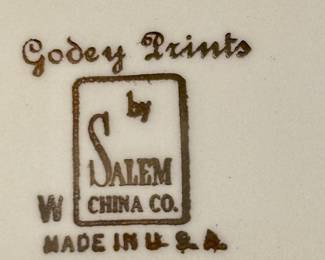 Godey Prints
by
SALEM
W CHINA CO.
MADE IN U S A.